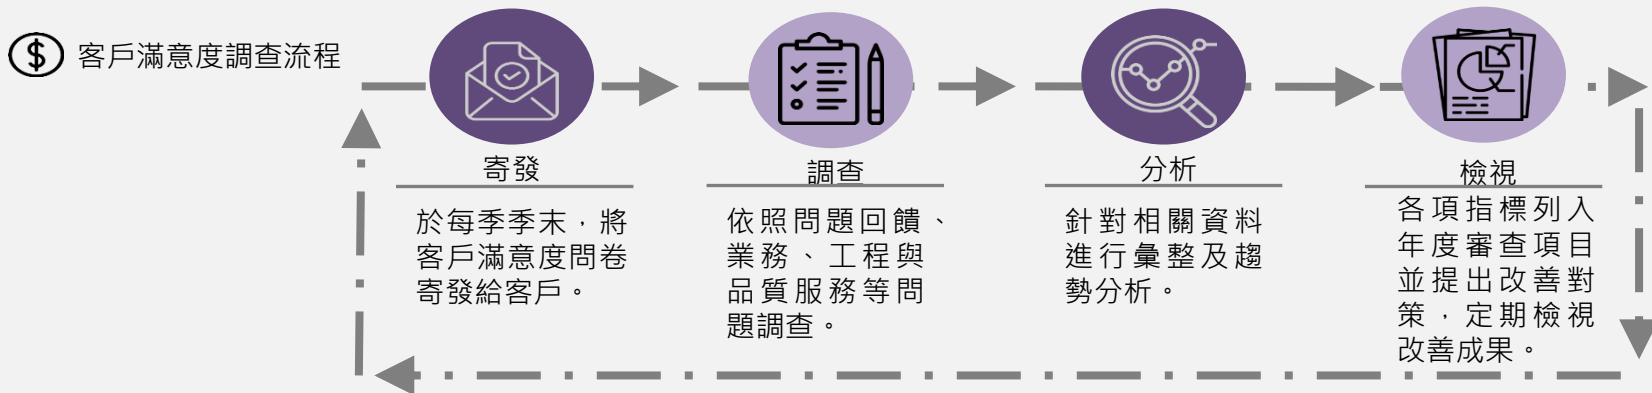 $ 客戶滿意度調查流程
寄發
於每季季末，將
客戶滿意度問卷
寄發給客戶。
調查
依照問題回饋、
業務、工程與
品質服務等問
題調查。
分析
針對相關資料
進行彙整及趨
勢分析。
檢視
各項指標列入
年度審查項目
並提出改善對
策，定期檢視
改善成果。